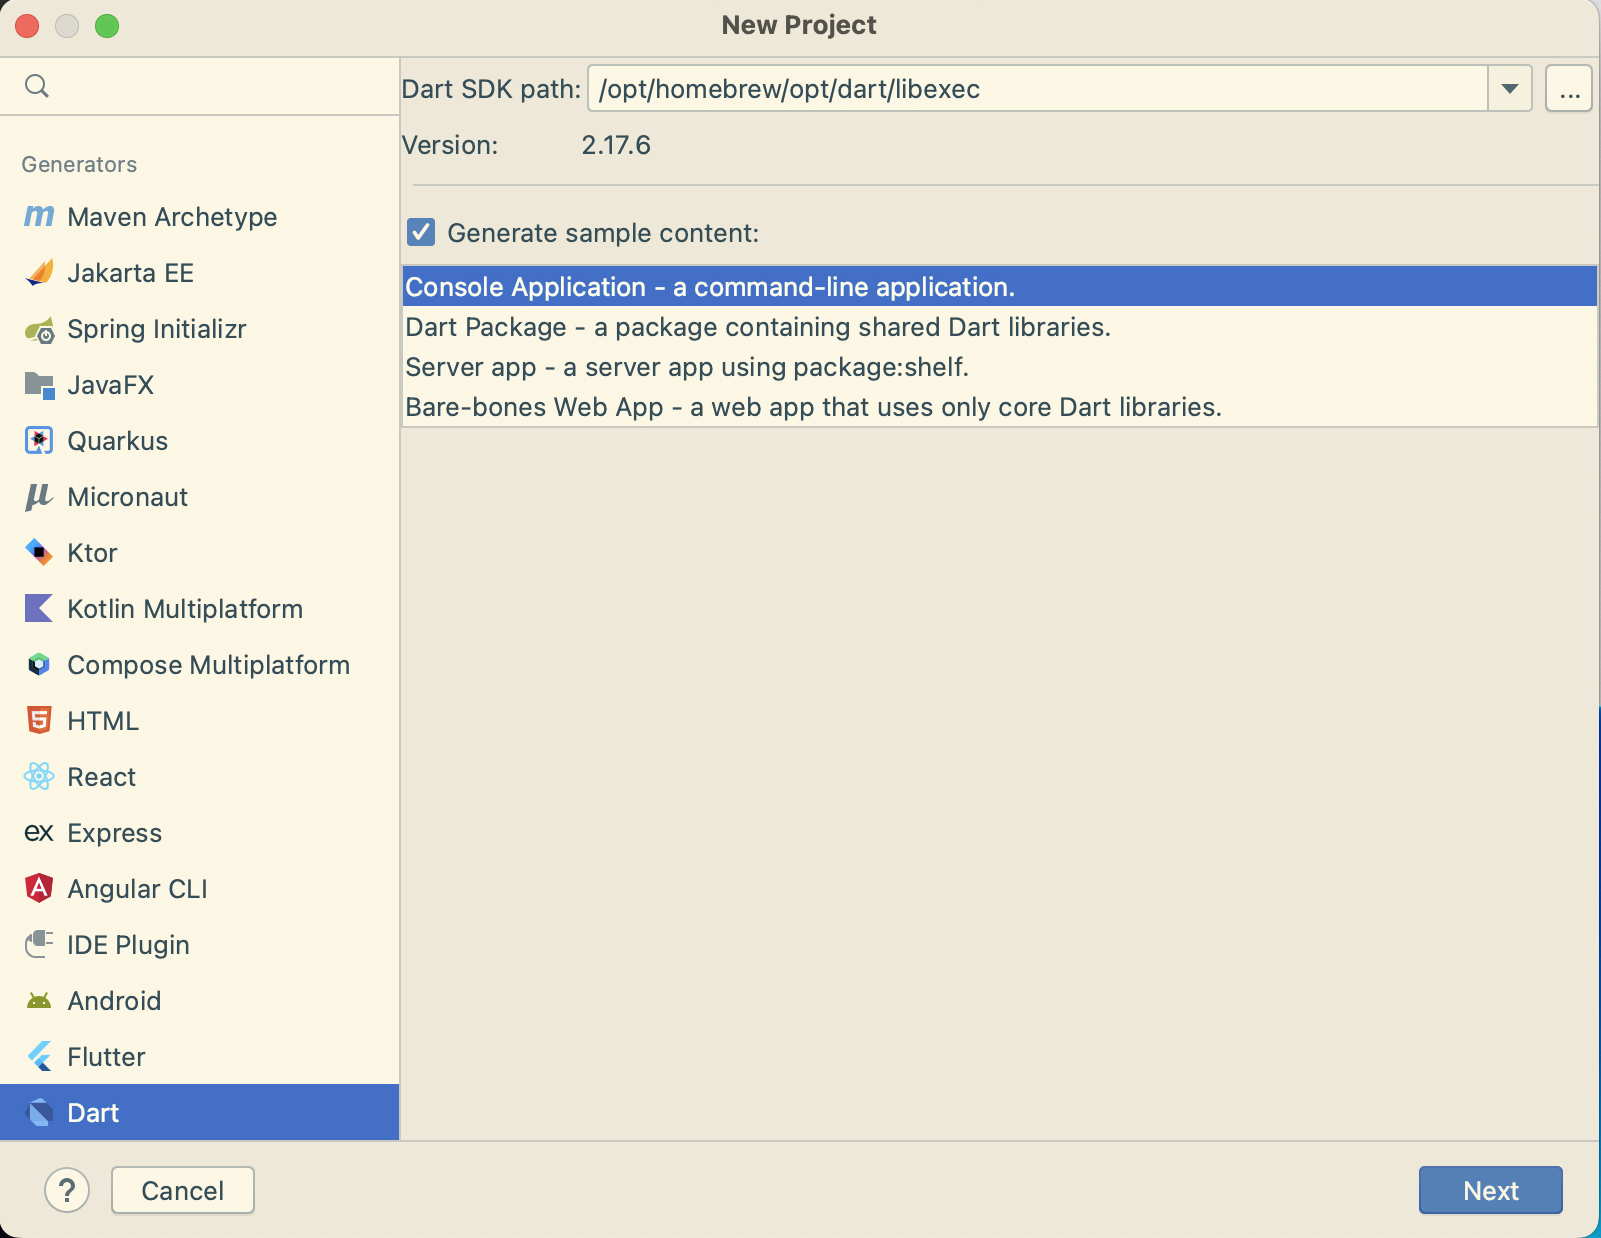 New Project
Dart SDK path: /opt/homebrew/opt/dart/libexec ...
Version: 2.17.6
Generate sample content:
Console Application - a command-line application.
Dart Package - a package containing shared Dart libraries.
Server app - a server app using package:shelf.
Bare-bones Web App - a web app that uses only core Dart libraries.
Generators
m Maven Archetype
Jakarta EE
Spring Initializr
JavaFX
Quarkus
μ Micronaut
Ktor
Kotlin Multiplatform
Compose Multiplatform
5 HTML
React
ex Express
A Angular CLI
IDE Plugin
Android
Flutter
Dart
? Cancel Next